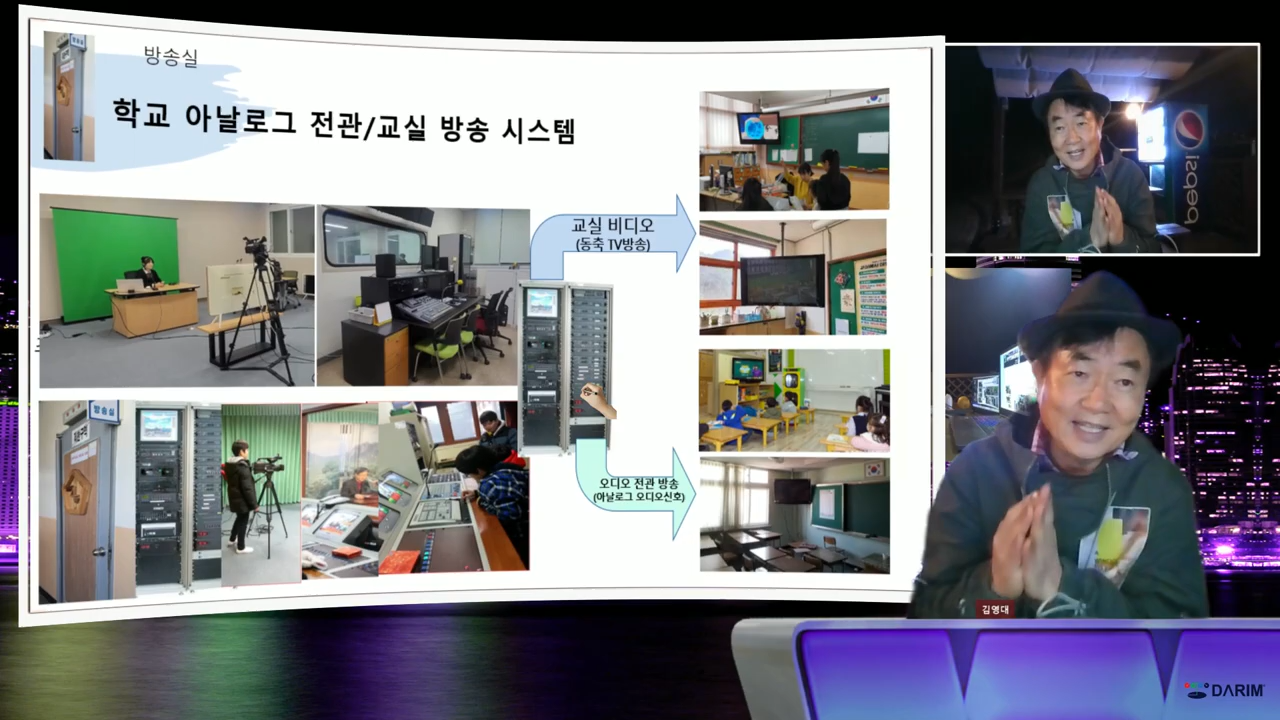 방송실
학교 아날로그 전관/교실 방송 시스템
교실 비디오
(동축 TV방송)
오디오 전관 방송
(아날로그 오디오신호)
방송실
pepsi
김영대
DARIM